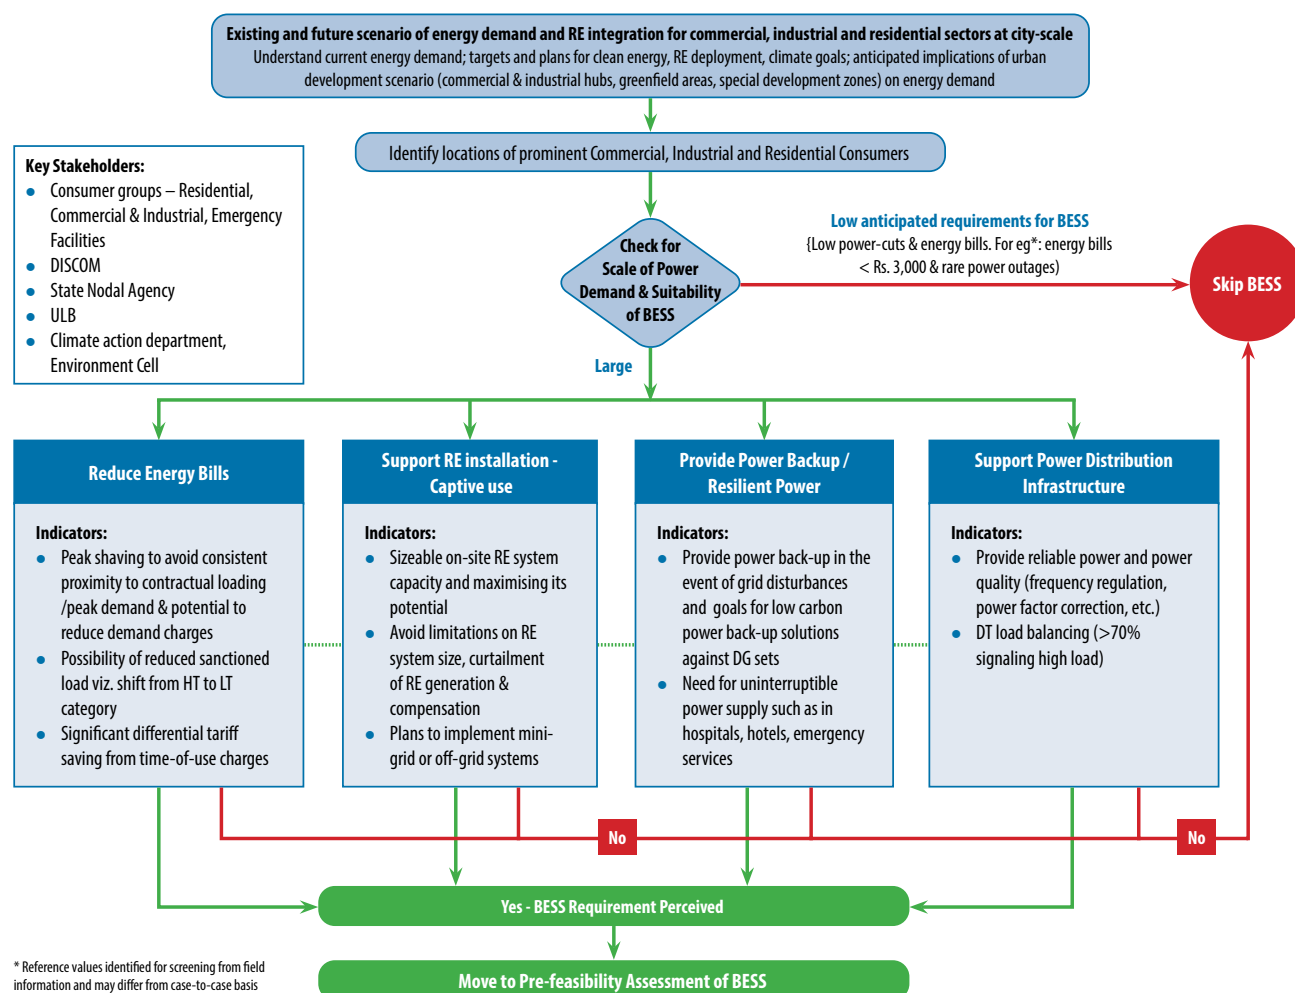 Existing and future scenario of energy demand and RE integration for commercial, industrial and residential sectors at city-scale
Understand current energy demand; targets and plans for clean energy, RE deployment, climate goals; anticipated implications of urban
development scenario (commercial & industrial hubs, greenfield areas, special development zones) on energy demand
Identify locations of prominent Commercial, Industrial and Residential Consumers
Key Stakeholders:
● Consumer groups – Residential,
Commercial & Industrial, Emergency
Facilities
● DISCOM
● State Nodal Agency
● ULB
● Climate action department,
Environment Cell
Check for
Scale of Power
Demand & Suitability
of BESS
Low anticipated requirements for BESS
{Low power-cuts & energy bills. For eg*: energy bills
< Rs. 3,000 & rare power outages)
Skip BESS
Large
Reduce Energy Bills
Indicators:
● Peak shaving to avoid consistent
proximity to contractual loading
/peak demand & potential to
reduce demand charges
● Possibility of reduced sanctioned
load viz. shift from HT to LT
category
● Significant differential tariff
saving from time-of-use charges
Support RE installation -
Captive use
Indicators:
● Sizeable on-site RE system
capacity and maximising its
potential
● Avoid limitations on RE
system size, curtailment
of RE generation &
compensation
● Plans to implement mini-
grid or off-grid systems
Provide Power Backup /
Resilient Power
Indicators:
● Provide power back-up in the
event of grid disturbances
and goals for low carbon
power back-up solutions
against DG sets
● Need for uninterruptible
power supply such as in
hospitals, hotels, emergency
services
Support Power Distribution
Infrastructure
Indicators:
● Provide reliable power and power
quality (frequency regulation,
power factor correction, etc.)
● DT load balancing (>70%
signaling high load)
No
No
Yes - BESS Requirement Perceived
Move to Pre-feasibility Assessment of BESS
* Reference values identified for screening from field
information and may differ from case-to-case basis